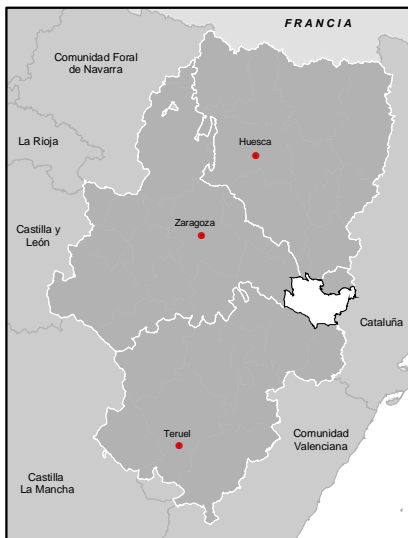 FRANCIA
Comunidad Foral
de Navarra
La Rioja
Huesca
Castilla y
León
Zaragoza
Cataluña
Teruel
Comunidad
Valenciana
Castilla
La Mancha